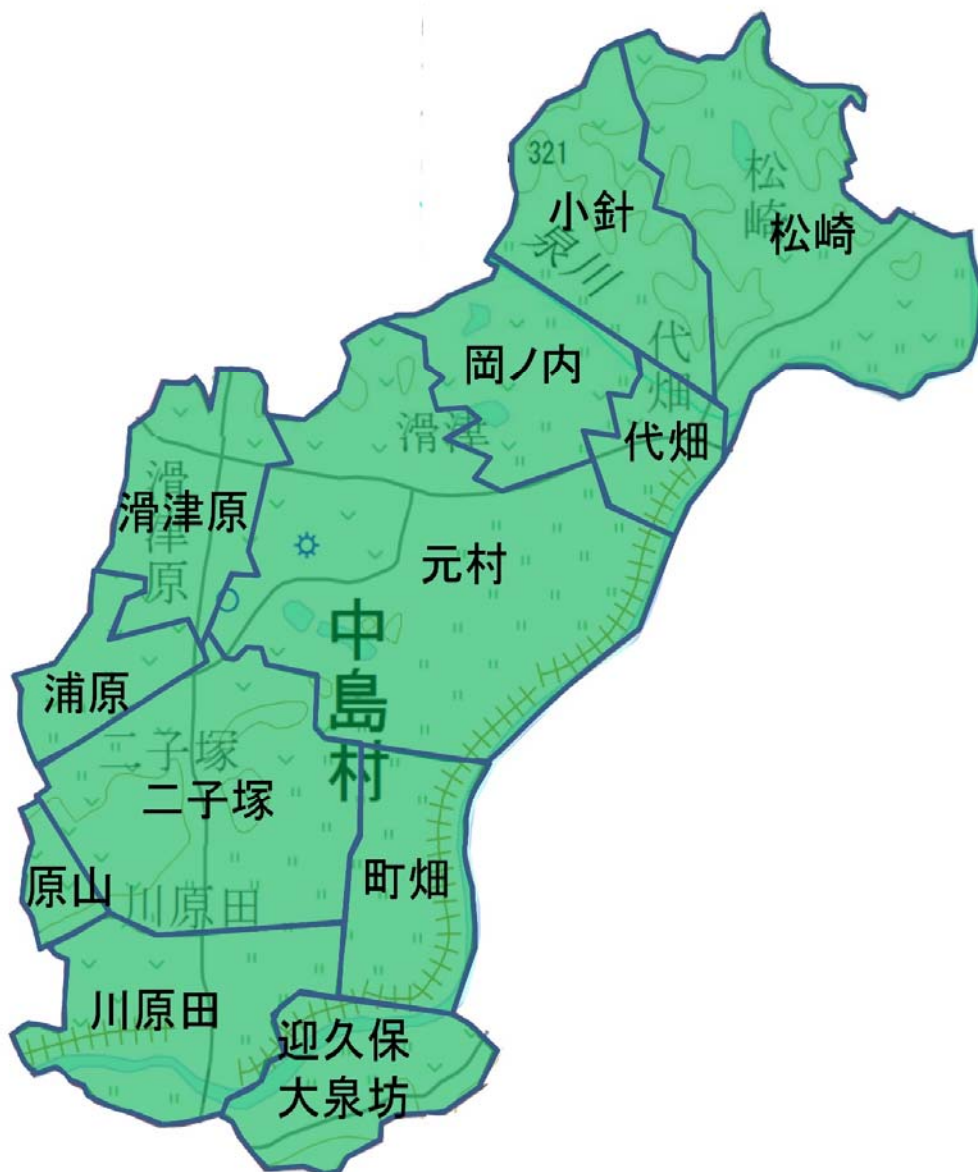 321
松崎
小針
松崎
泉川
代畑
岡ノ内
滑津
代畑
滑津原
滑津原
元村
中島村
浦原
二子塚
二子塚
原山
川原田
町畑
川原田
迎久保
大泉坊